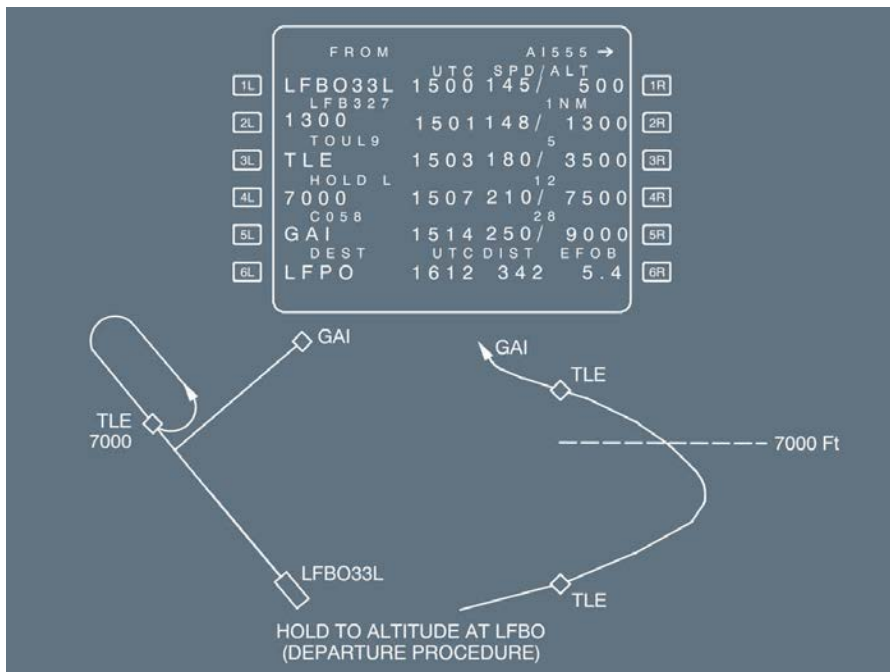 FROM AI555 →
UTC SPD/ALT
1L LFBO33L 1500 145/ 500 1R
LFB327 1NM
2L 1300 1501 148/ 1300 2R
TOUL9 5
3L TLE 1503 180/ 3500 3R
HOLD L 12
4L 7000 1507 210/ 7500 4R
C058 28
5L GAI 1514 250/ 9000 5R
DEST UTC DIST EFOB
6L LFPO 1612 342 5.4 6R
GAI
TLE
7000
LFBO33L
GAI
TLE
7000 Ft
TLE
HOLD TO ALTITUDE AT LFBO
(DEPARTURE PROCEDURE)